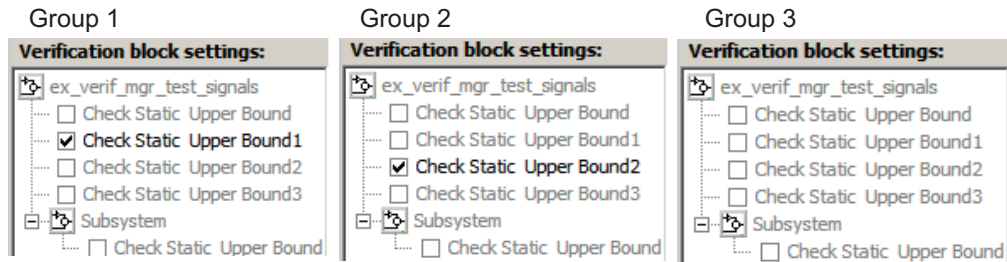 Group 1
Verification block settings:
ex_verif_mgr_test_signals
Check Static Upper Bound
Check Static Upper Bound1
Check Static Upper Bound2
Check Static Upper Bound3
Subsystem
Check Static Upper Bound
Group 2
Verification block settings:
ex_verif_mgr_test_signals
Check Static Upper Bound
Check Static Upper Bound1
Check Static Upper Bound2
Check Static Upper Bound3
Subsystem
Check Static Upper Bound
Group 3
Verification block settings:
ex_verif_mgr_test_signals
Check Static Upper Bound
Check Static Upper Bound1
Check Static Upper Bound2
Check Static Upper Bound3
Subsystem
Check Static Upper Bound